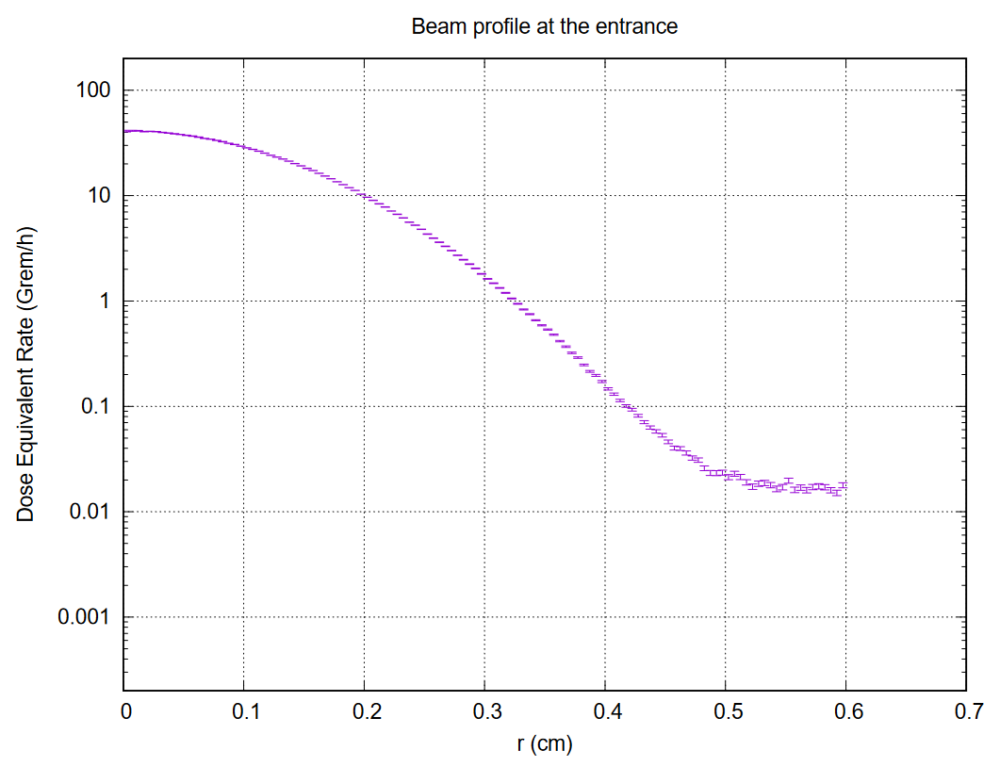 Beam profile at the entrance
100
10
1
0.1
0.01
0.001
Dose Equivalent Rate (Grem/h)
0 0.1 0.2 0.3 0.4 0.5 0.6 0.7
r (cm)